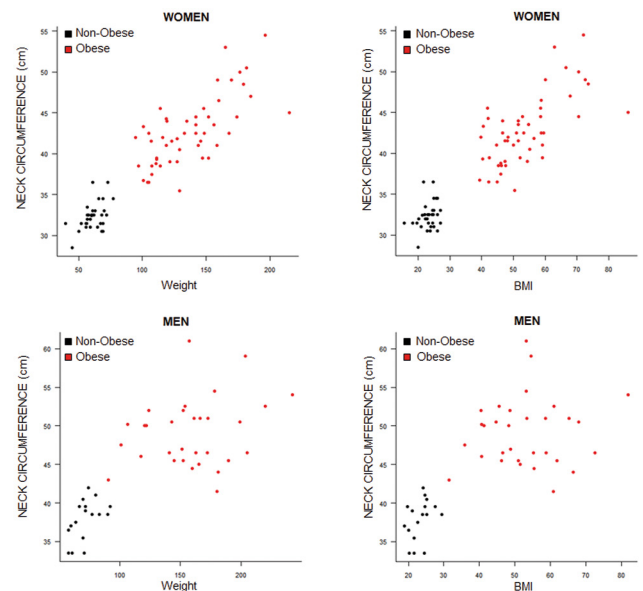 WOMEN
Non-Obese
Obese
NECK CIRCUMFERENCE (cm)
55
50
45
40
35
30
50
100
150
200
Weight
WOMEN
Non-Obese
Obese
NECK CIRCUMFERENCE (cm)
55
50
45
40
35
30
20
30
40
50
60
70
80
BMI
MEN
Non-Obese
Obese
NECK CIRCUMFERENCE (cm)
60
55
50
45
40
35
100
150
200
Weight
MEN
Non-Obese
Obese
NECK CIRCUMFERENCE (cm)
60
55
50
45
40
35
20
30
40
50
60
70
80
BMI